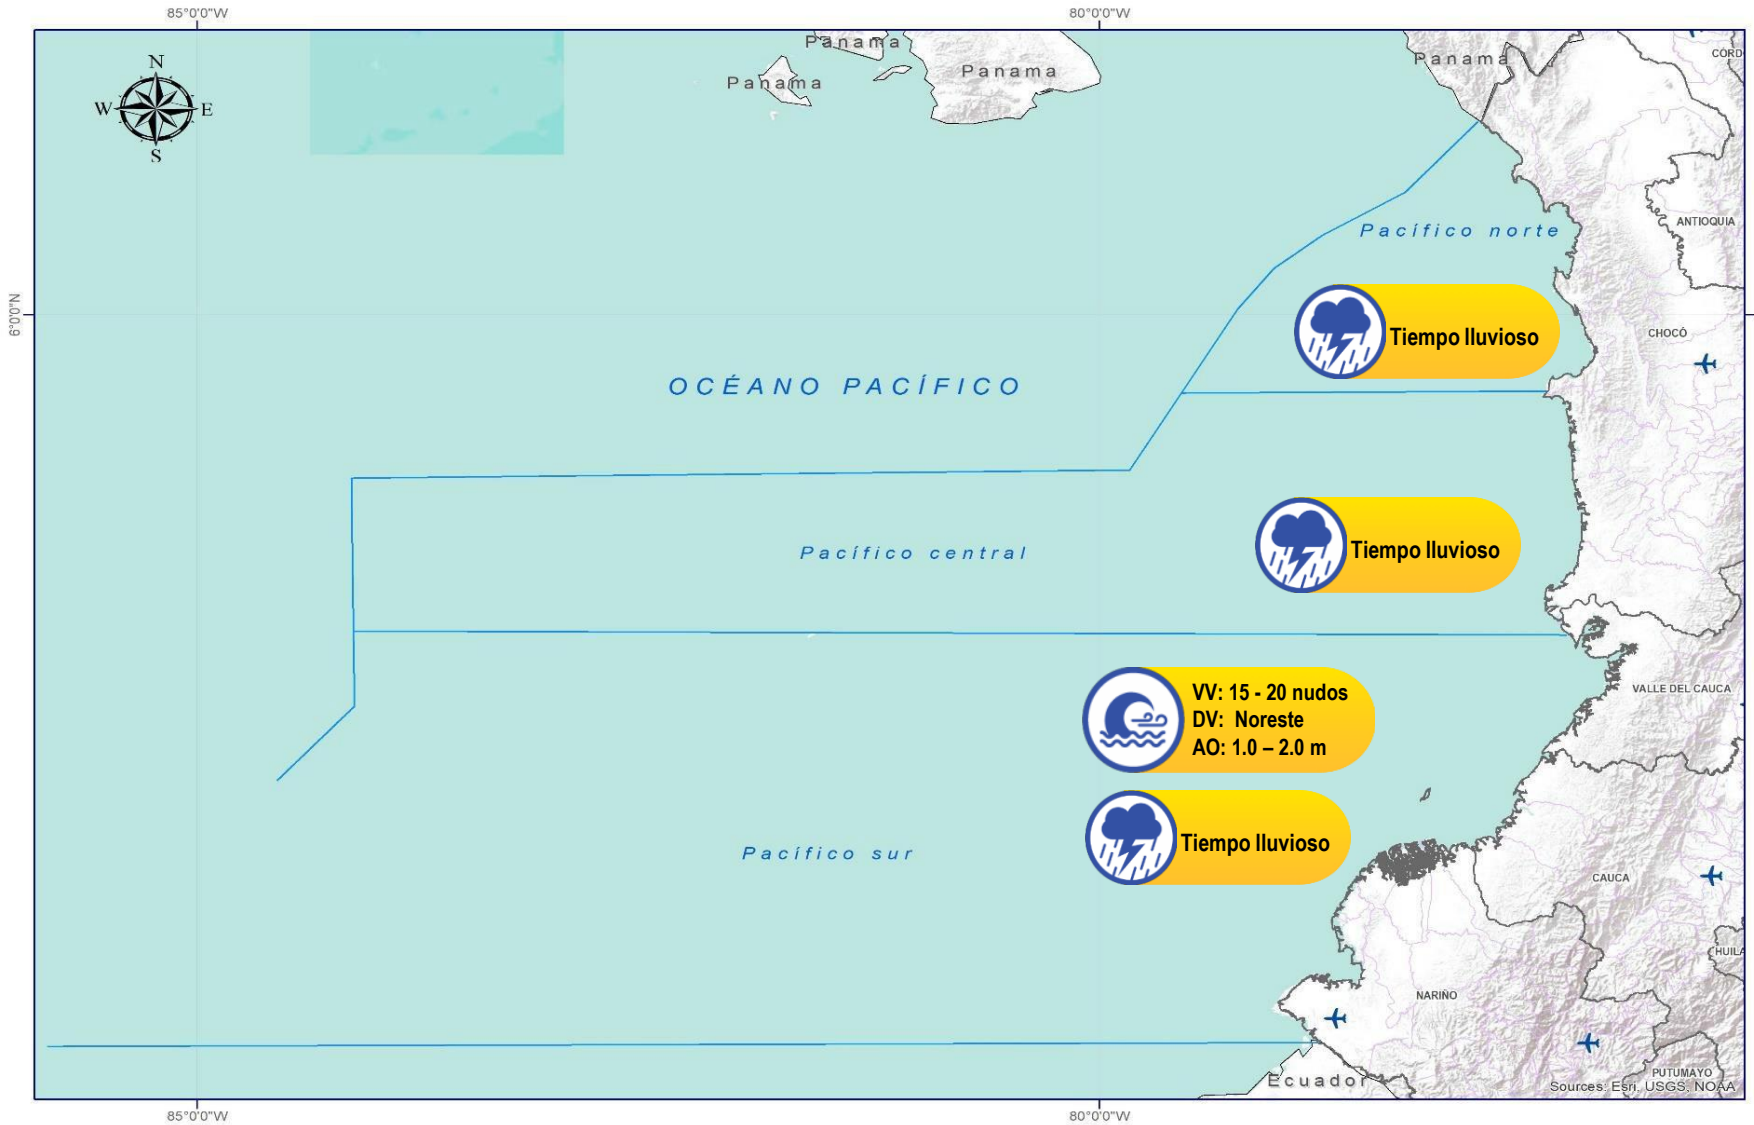 85°0'0"W
80°0'0"W
N
W
E
S
Panama
Panama
Panama
Panama
CÓRD
ANTIOQUIA
Pacífico norte
6°0'0"N
CHOCÓ
Tiempo lluvioso
OCÉANO PACÍFICO
Pacífico central
Tiempo lluvioso
VALLE DEL CAUCA
VV: 15 - 20 nudos
DV: Noreste
AO: 1.0 – 2.0 m
Tiempo lluvioso
Pacífico sur
CAUCA
HUILA
NARIÑO
PUTUMAYO
Ecuador
Sources: Esri, USGS, NOAA
85°0'0"W
80°0'0"W